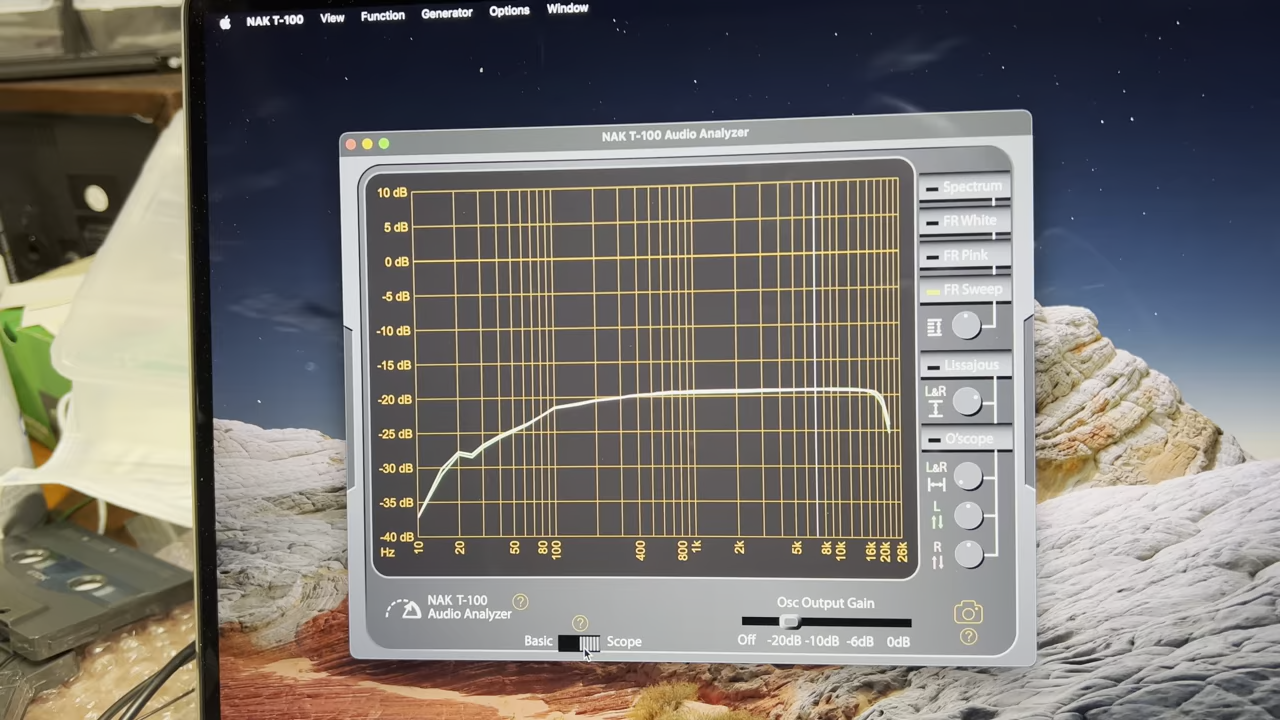 NAK T-100 View Function Generator Options Window
NAK T-100 Audio Analyzer
10 dB
5 dB
0 dB
-5 dB
-10 dB
-15 dB
-20 dB
-25 dB
-30 dB
-35 dB
-40 dB
Hz 10 20 50 80 100 400 800 1k 2k 5k 8k 10k 16k 20k 26k
Spectrum
FR White
FR Pink
FR Sweep
Lissajous
L&R
O'scope
L&R
L
R
NAK T-100
Audio Analyzer
?
?
Basic Scope
Osc Output Gain
Off -20dB -10dB -6dB 0dB
?